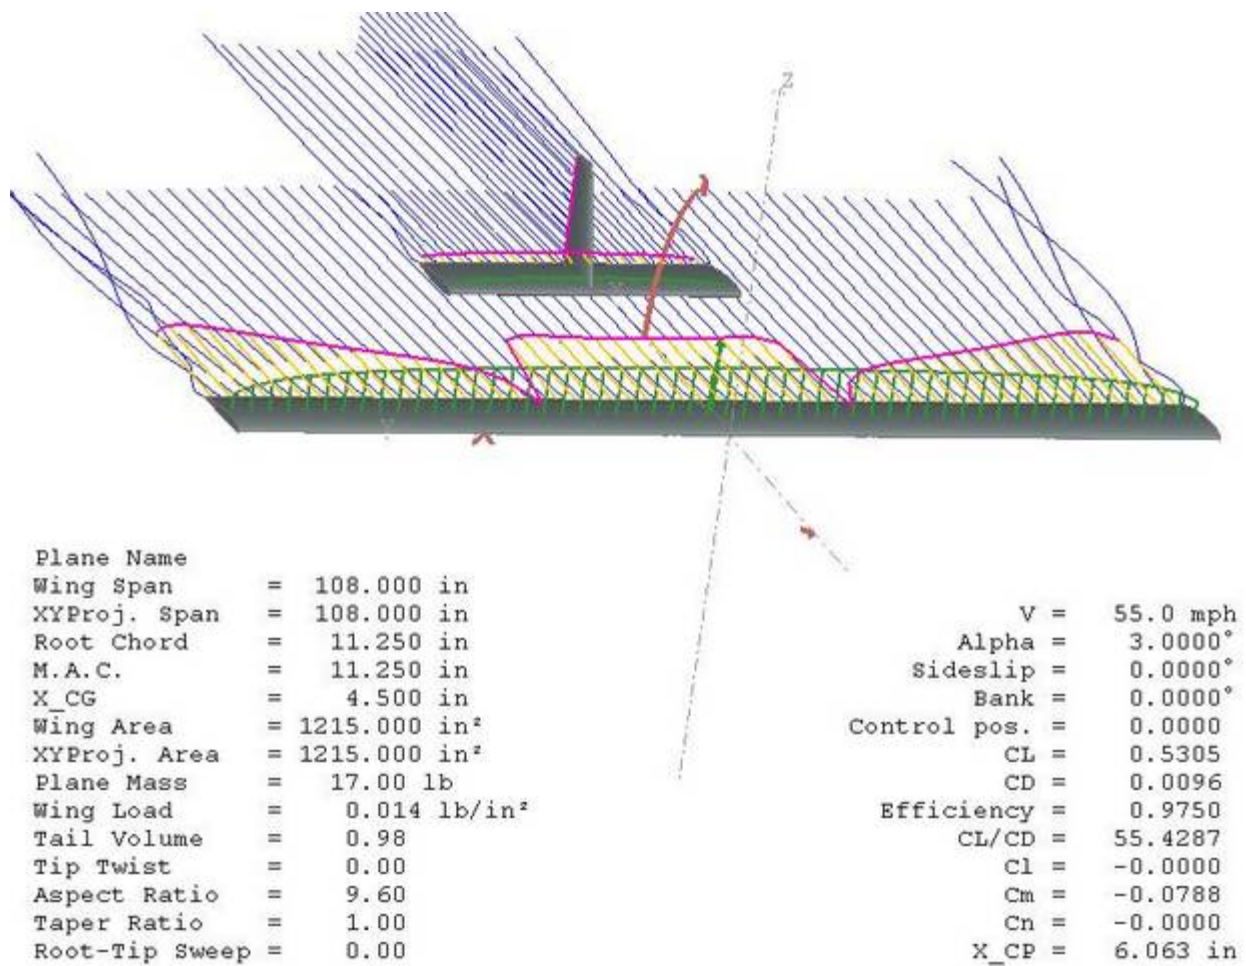 Z
Y
Plane Name
Wing Span = 108.000 in
XYProj. Span = 108.000 in
Root Chord = 11.250 in
M.A.C. = 11.250 in
X_CG = 4.500 in
Wing Area = 1215.000 in²
XYProj. Area = 1215.000 in²
Plane Mass = 17.00 lb
Wing Load = 0.014 lb/in²
Tail Volume = 0.98
Tip Twist = 0.00
Aspect Ratio = 9.60
Taper Ratio = 1.00
Root-Tip Sweep = 0.00
V = 55.0 mph
Alpha = 3.0000°
Sideslip = 0.0000°
Bank = 0.0000°
Control pos. = 0.0000
CL = 0.5305
CD = 0.0096
Efficiency = 0.9750
CL/CD = 55.4287
Cl = -0.0000
Cm = -0.0788
Cn = -0.0000
X_CP = 6.063 in